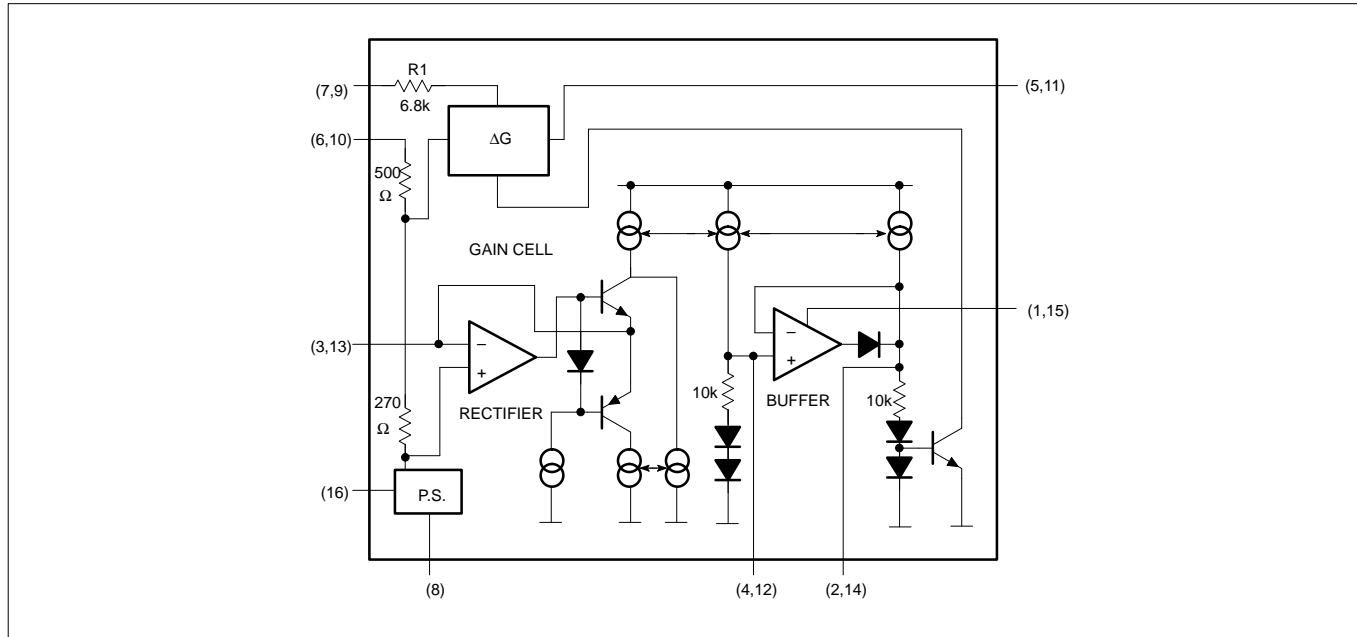 R1
(7,9)
6.8k
(5,11)
(6,10)
ΔG
500
Ω
GAIN CELL
(1,15)
(3,13)
−
+
−
+
10k
BUFFER
10k
270
Ω
RECTIFIER
(16)
P.S.
(8)
(4,12)
(2,14)